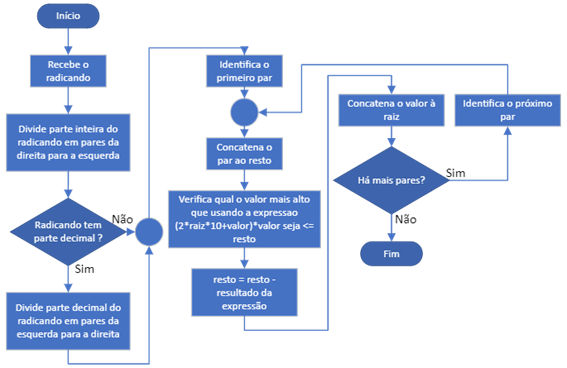 Início
Recebe o
radicando
Divide parte inteira do
radicando em pares da
direita para a esquerda
Radicando tem
parte decimal ?
Não
Sim
Divide parte decimal do
radicando em pares da
esquerda para a direita
Identifica o
primeiro par
Concatena o
par ao resto
Verifica qual o valor mais alto
que usando a expressao
(2*raiz*10+valor)*valor seja <=
resto
resto = resto -
resultado da
expressão
Concatena o valor à
raiz
Há mais pares?
Sim
Não
Fim
Identifica o próximo
par